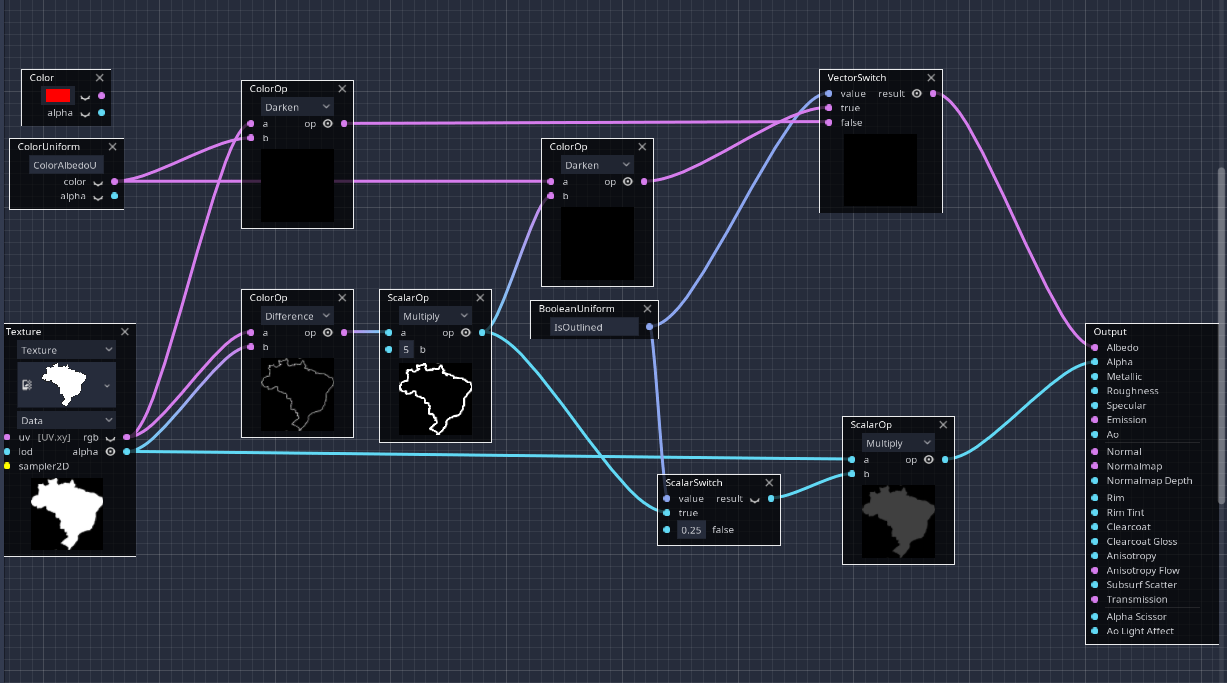 Color
alpha
ColorUniform
ColorAlbedoU
color
alpha
Texture
Texture
Data
uv [UV.xy] rgb
lod alpha
sampler2D
ColorOp
Darken
a op
b
ColorOp
Difference
a op
b
ScalarOp
Multiply
a op
5 b
ColorOp
Darken
a op
b
BooleanUniform
IsOutlined
ScalarSwitch
value result
true
0.25 false
VectorSwitch
value result
true
false
ScalarOp
Multiply
a op
b
Output
Albedo
Alpha
Metallic
Roughness
Specular
Emission
Ao
Normal
Normalmap
Normalmap Depth
Rim
Rim Tint
Clearcoat
Clearcoat Gloss
Anisotropy
Anisotropy Flow
Subsurf Scatter
Transmission
Alpha Scissor
Ao Light Affect